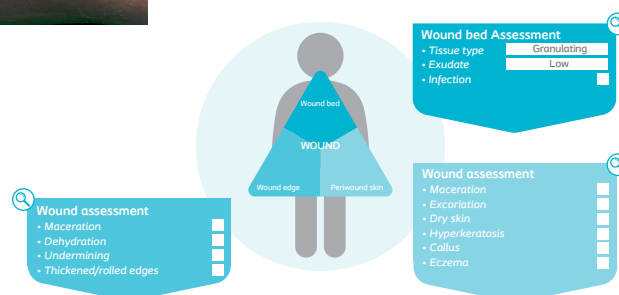 Wound bed Assessment
• Tissue type Granulating
• Exudate Low
• Infection
Wound bed
WOUND
Wound edge Periwound skin
Wound assessment
• Maceration
• Excoriation
• Dry skin
• Hyperkeratosis
• Callus
• Eczema
Wound assessment
• Maceration
• Dehydration
• Undermining
• Thickened/rolled edges